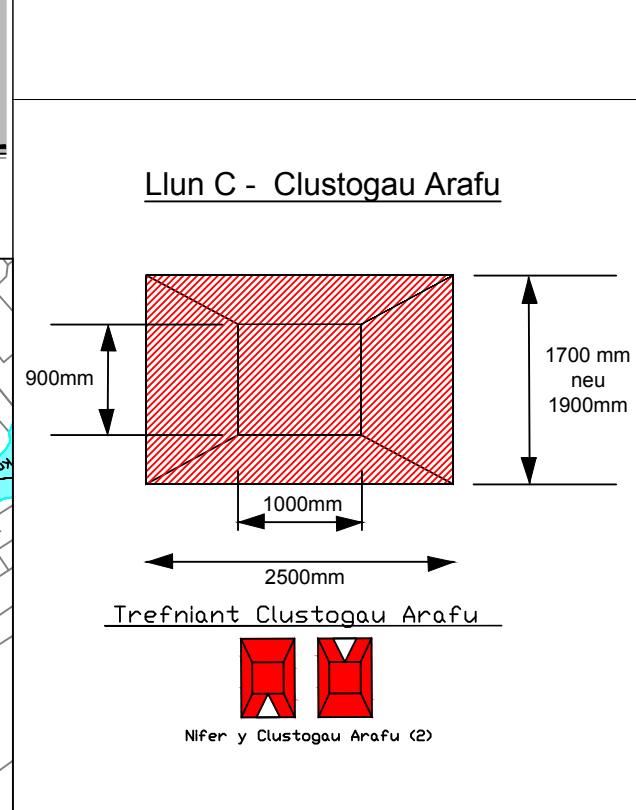 Llun C - Clustogau Arafu
900mm
1700 mm
neu
1900mm
1000mm
2500mm
Trefniant Clustogau Arafu
Nifer y Clustogau Arafu (2)